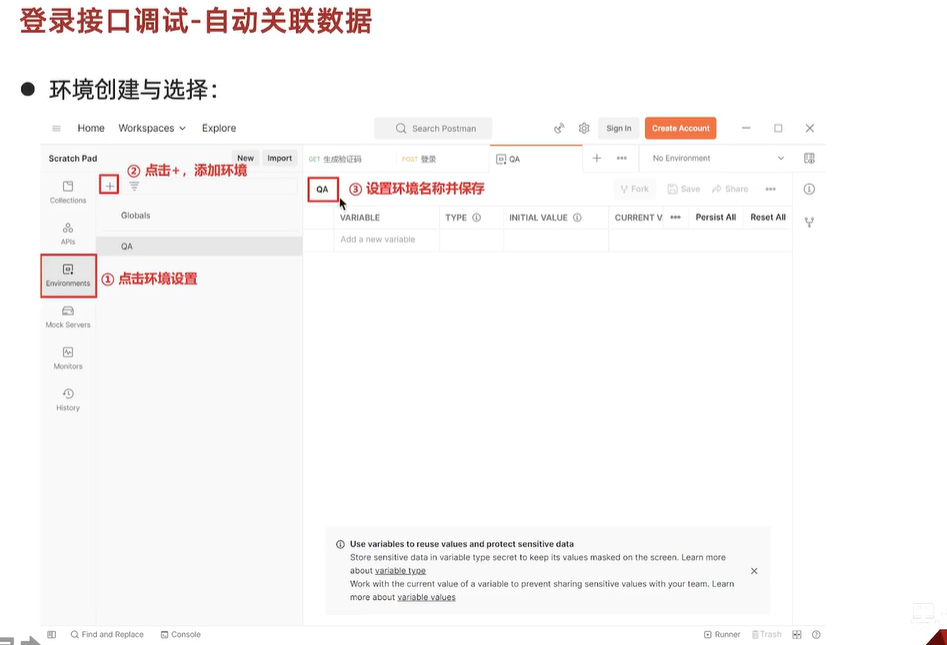 登录接口调试-自动关联数据
● 环境创建与选择：
Home Workspaces Explore Search Postman Sign In Create Account
Scratch Pad New Import GET 生成验证码 POST 登录 QA No Environment
② 点击+，添加环境
QA ③ 设置环境名称并保存 Fork Save Share
Collections
VARIABLE TYPE INITIAL VALUE CURRENT V Persist All Reset All
Globals
Add a new variable
APIs
QA
Environments ① 点击环境设置
Mock Servers
Monitors
History
Use variables to reuse values and protect sensitive data
Store sensitive data in variable type secret to keep its values masked on the screen. Learn more
about variable type
Work with the current value of a variable to prevent sharing sensitive values with your team. Learn
more about variable values
Find and Replace Console Runner Trash